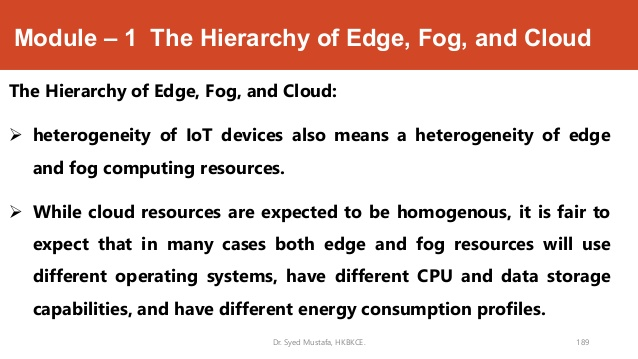 Module – 1 The Hierarchy of Edge, Fog, and Cloud
The Hierarchy of Edge, Fog, and Cloud:
➢ heterogeneity of IoT devices also means a heterogeneity of edge
and fog computing resources.
➢ While cloud resources are expected to be homogenous, it is fair to
expect that in many cases both edge and fog resources will use
different operating systems, have different CPU and data storage
capabilities, and have different energy consumption profiles.
Dr. Syed Mustafa, HKBKCE. 189